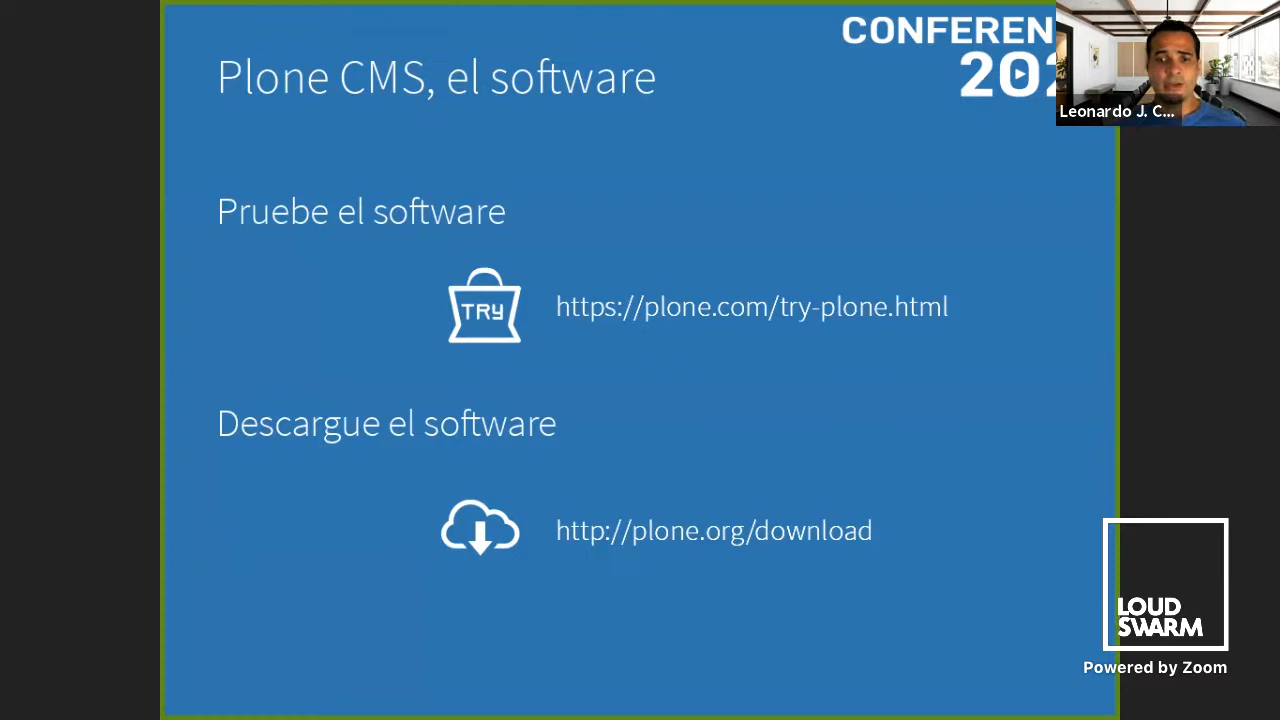 CONFEREN
202
Plone CMS, el software
Leonardo J. C...
Pruebe el software
TRY
https://plone.com/try-plone.html
Descargue el software
http://plone.org/download
LOUD
SWARM
Powered by Zoom